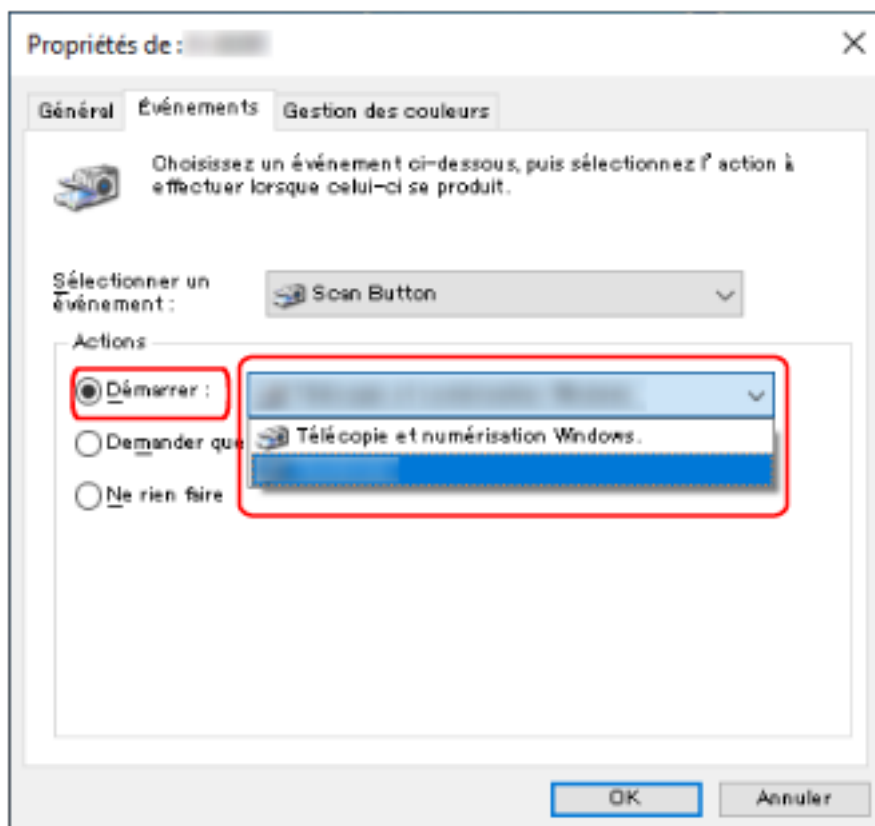 Propriétés de :
Général
Événements
Gestion des couleurs
Choisissez un événement ci-dessous, puis sélectionnez l'action à
effectuer lorsque celui-ci se produit.
Sélectionner un
événement :
Scan Button
Actions
Démarrer :
Demander que
Télécopie et numérisation Windows.
Ne rien faire
OK
Annuler